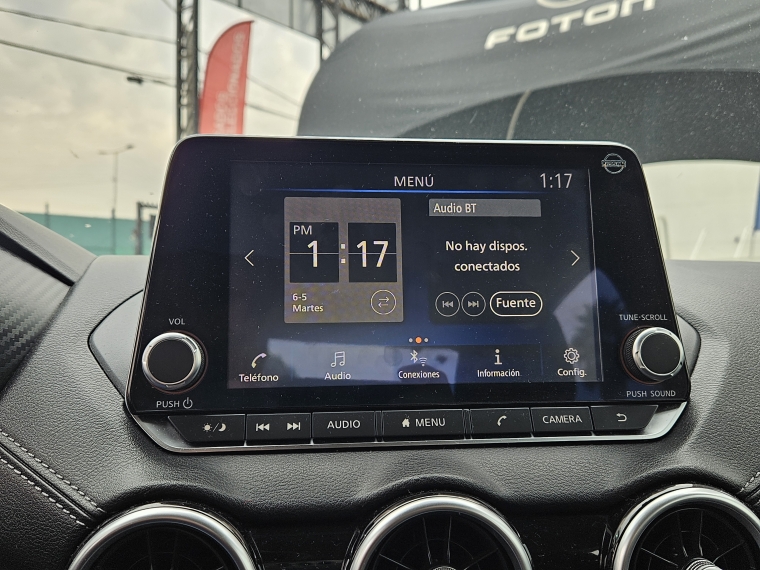 FOTON
MENÚ
1:17
Audio BT
PM
1:17
No hay dispos.
conectados
6-5
Martes
Fuente
Teléfono
Audio
Conexiones
Información
Config.
VOL
PUSH
TUNE·SCROLL
PUSH SOUND
AUDIO
MENU
CAMERA